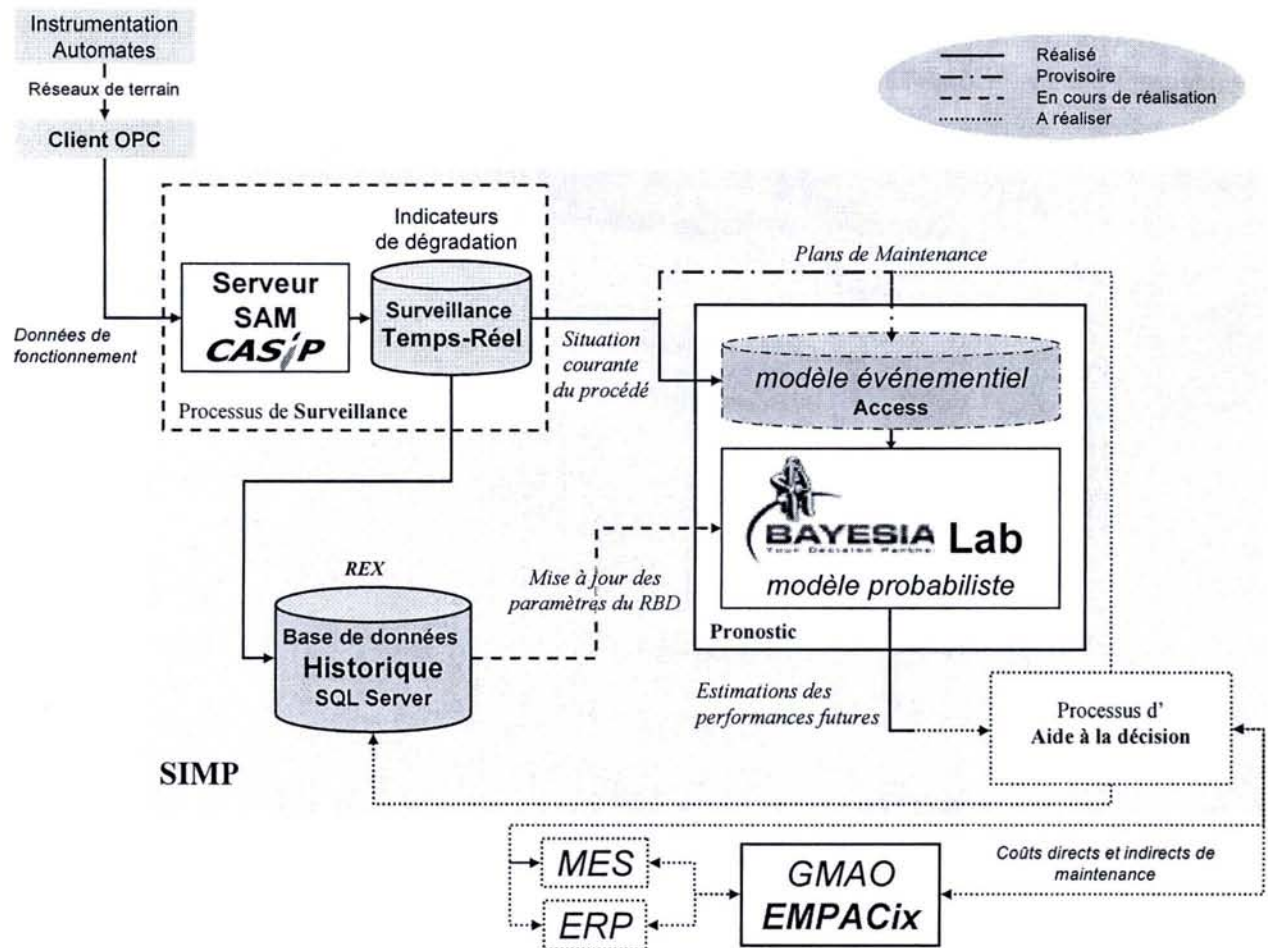 Instrumentation
Automates
Réseaux de terrain
Client OPC
Réalisé
Provisoire
En cours de réalisation
A réaliser
Indicateurs
de dégradation
Serveur
SAM
CASIP
Surveillance
Temps-Réel
Processus de Surveillance
Données de
fonctionnement
Situation
courante
du procédé
Plans de Maintenance
modèle événementiel
Access
BAYESIA Lab
Your Decision Partner
modèle probabiliste
Pronostic
REX
Base de données
Historique
SQL Server
Mise à jour des
paramètres du RBD
Estimations des
performances futures
Processus d'
Aide à la décision
SIMP
MES
ERP
GMAO
EMPACix
Coûts directs et indirects de
maintenance